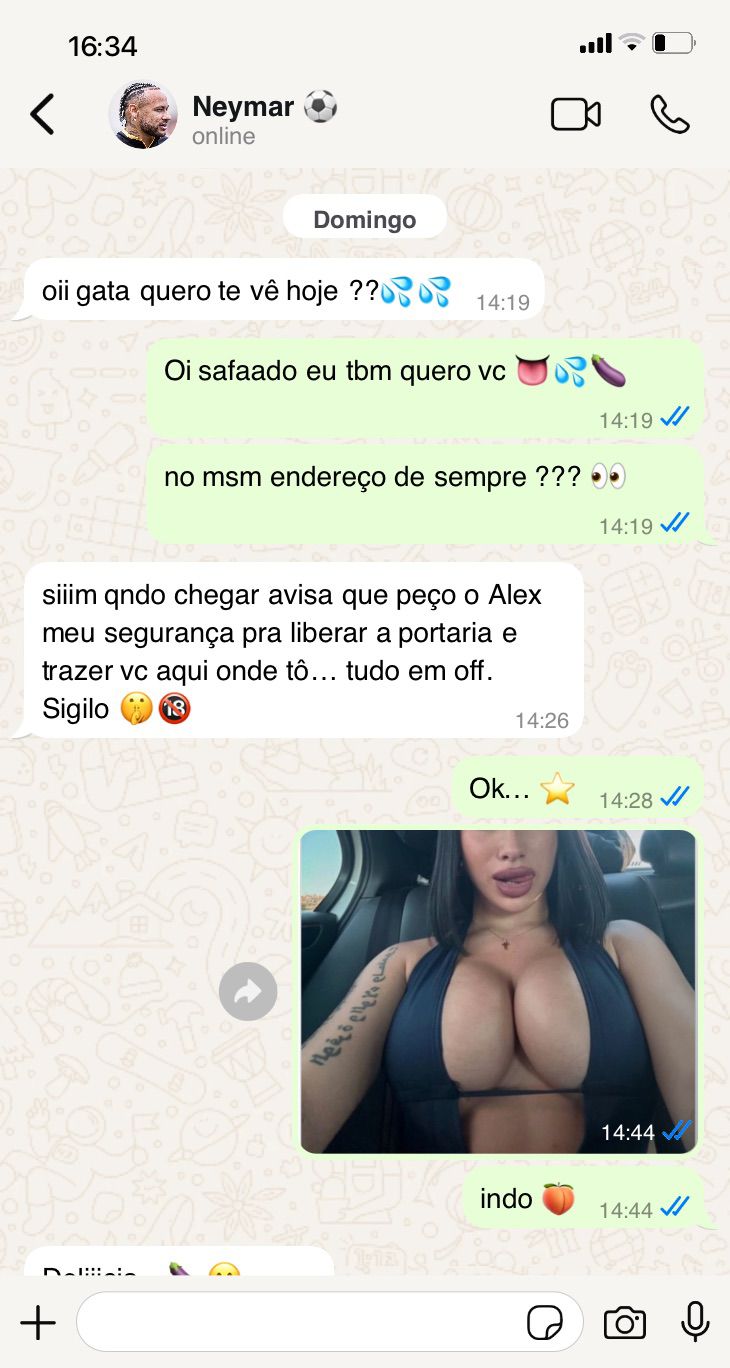 16:34
Neymar ⚽
online
Domingo
oii gata quero te vê hoje ??💦💦 14:19
Oi safaado eu tbm quero vc 👅💦🍆
14:19
no msm endereço de sempre ??? 👀
14:19
siiim qndo chegar avisa que peço o Alex
meu segurança pra liberar a portaria e
trazer vc aqui onde tô... tudo em off.
Sigilo 🤫🔞
14:26
Ok... ⭐ 14:28
14:44
indo 🍑 14:44